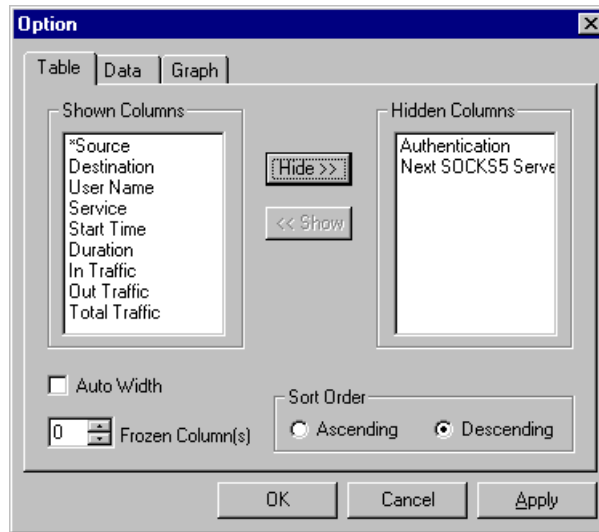 Option
Table Data Graph
Shown Columns
Hidden Columns
*Source
Destination
User Name
Service
Start Time
Duration
In Traffic
Out Traffic
Total Traffic
Hide >>
<< Show
Authentication
Next SOCKS5 Serve
Auto Width
0 Frozen Column(s)
Sort Order
Ascending Descending
OK Cancel Apply